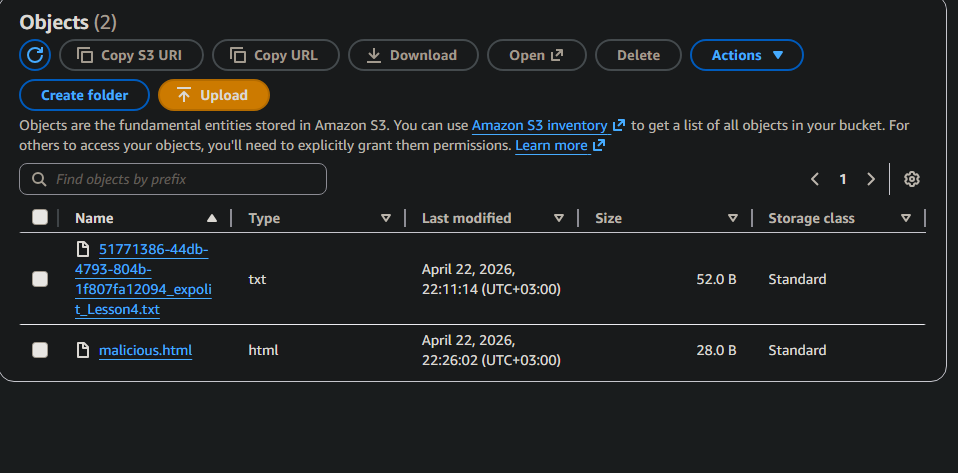 Objects (2)
Copy S3 URI
Copy URL
Download
Open
Delete
Actions
Create folder
Upload
Objects are the fundamental entities stored in Amazon S3. You can use Amazon S3 inventory to get a list of all objects in your bucket. For
others to access your objects, you'll need to explicitly grant them permissions. Learn more
Find objects by prefix
1
Name Type Last modified Size Storage class
51771386-44db-
4793-804b-
1f807fa12094_expoli
t_Lesson4.txt
txt
April 22, 2026,
22:11:14 (UTC+03:00)
52.0 B
Standard
malicious.html
html
April 22, 2026,
22:26:02 (UTC+03:00)
28.0 B
Standard